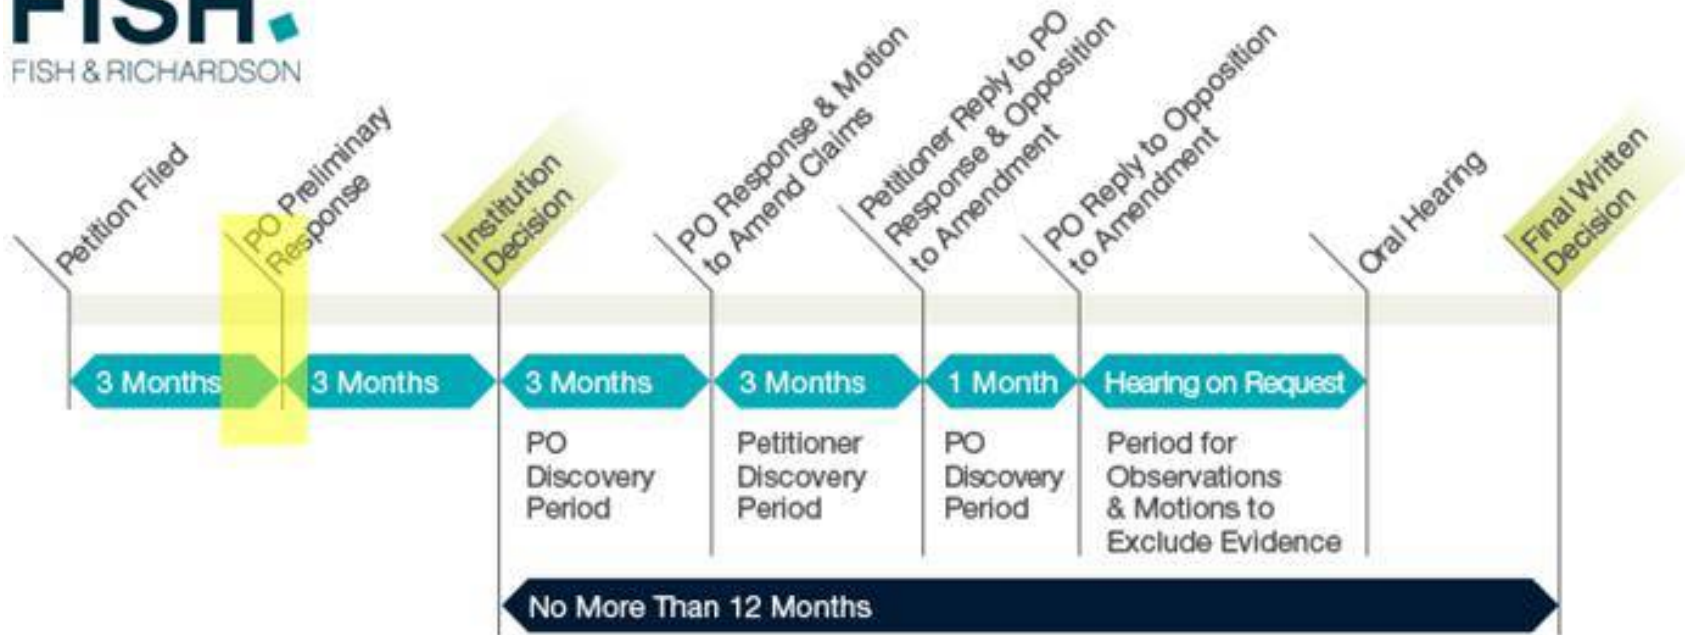 FISH
FISH & RICHARDSON
Petition Filed
PO Preliminary
Response
Institution
Decision
PO Response & Motion
to Amend Claims
Petitioner Reply to PO
Response & Opposition
to Amendment
PO Reply to Opposition
to Amendment
Oral Hearing
Final Written
Decision
3 Months
3 Months
3 Months
3 Months
1 Month
Hearing on Request
PO
Discovery
Period
Petitioner
Discovery
Period
PO
Discovery
Period
Period for
Observations
& Motions to
Exclude Evidence
No More Than 12 Months